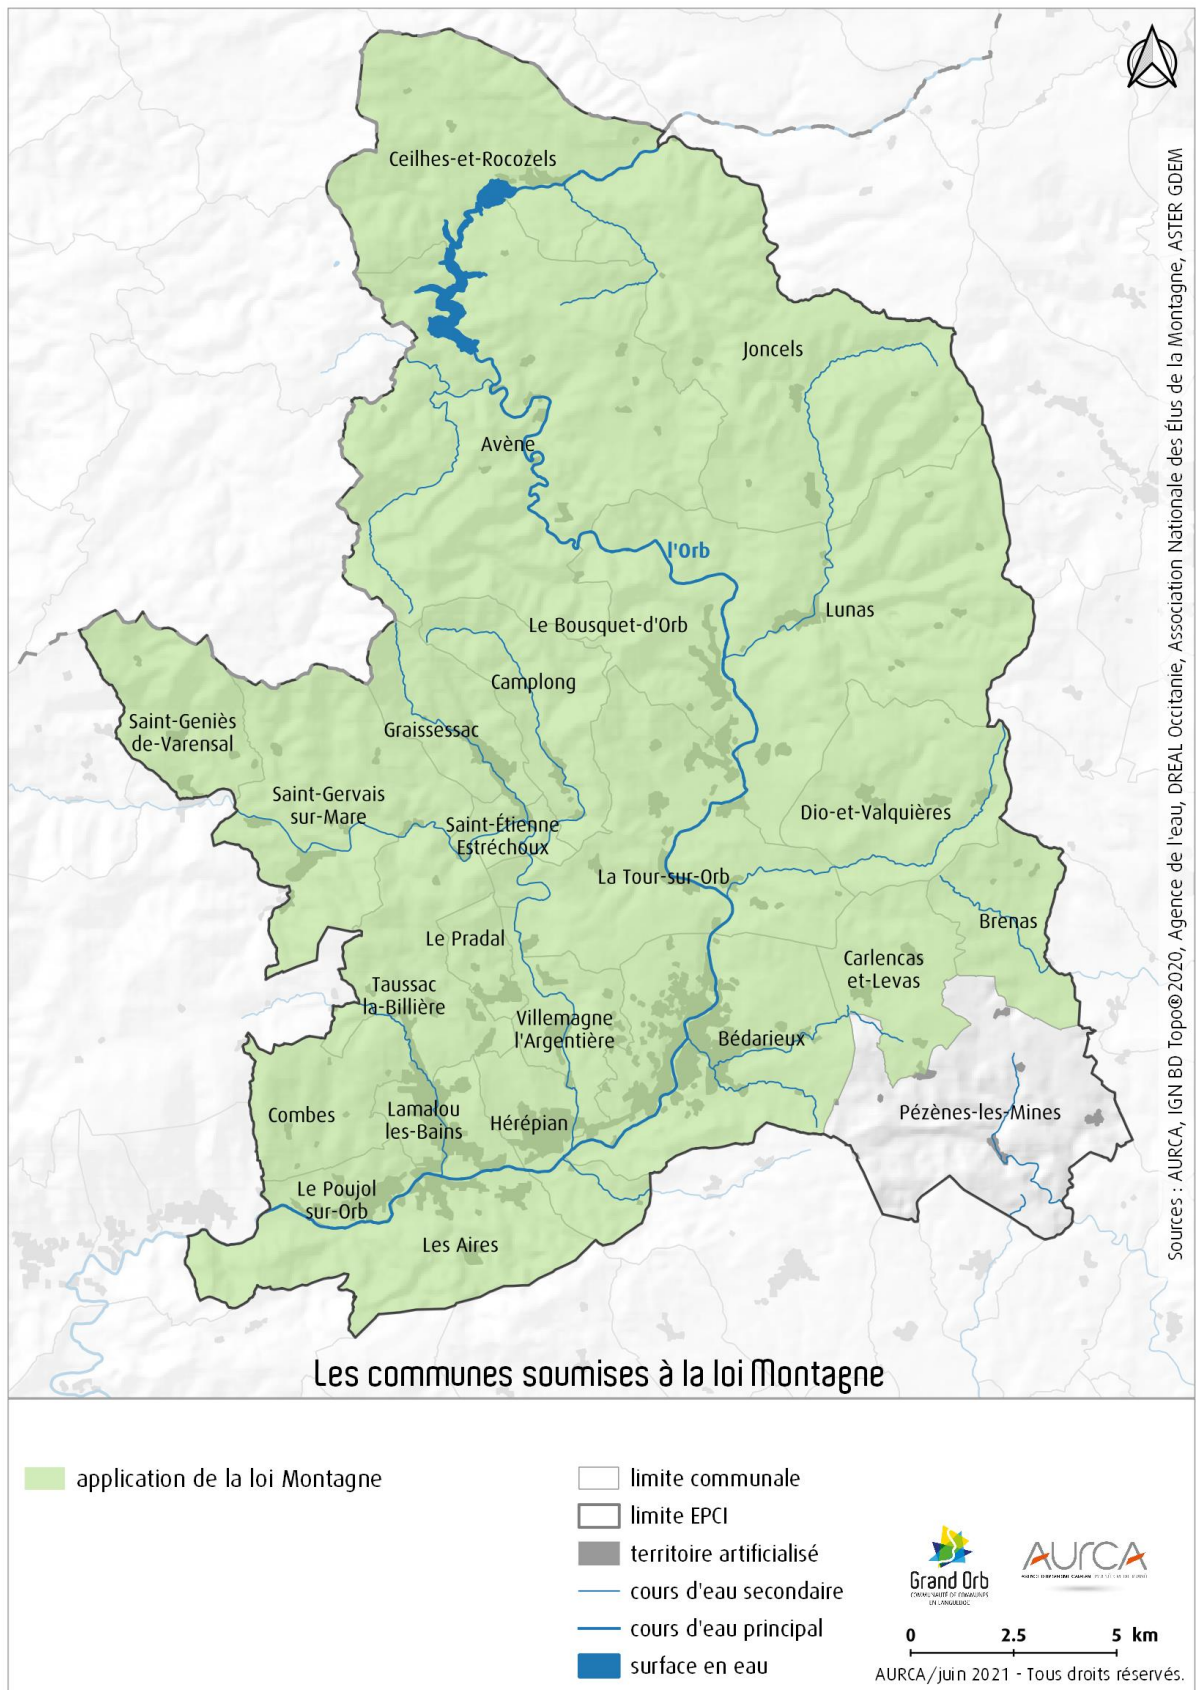 Ceilhes-et-Rocozels
Joncels
Avène
l'Orb
Lunas
Le Bousquet-d'Orb
Camplong
Graissessac
Saint-Geniès
de-Varensal
Saint-Gervais
sur-Mare
Saint-Étienne
Estréchoux
Dio-et-Valquières
La Tour-sur-Orb
Brenas
Le Pradal
Carlencas
et-Levas
Taussac
la-Billière
Villemagne
l'Argentière
Bédarieux
Combes
Lamalou
les-Bains
Hérépian
Pézènes-les-Mines
Le Poujol
sur-Orb
Les Aires
Sources : AURCA, IGN BD Topo®2020, Agence de l'eau, DREAL Occitanie, Association Nationale des Élus de la Montagne, ASTER GDEM
Les communes soumises à la loi Montagne
application de la loi Montagne
limite communale
limite EPCI
territoire artificialisé
cours d'eau secondaire
cours d'eau principal
surface en eau
Grand Orb
COMMUNAUTÉ DE COMMUNES
EN LANGUEDOC
AURCA
0 2.5 5 km
AURCA/juin 2021 - Tous droits réservés.